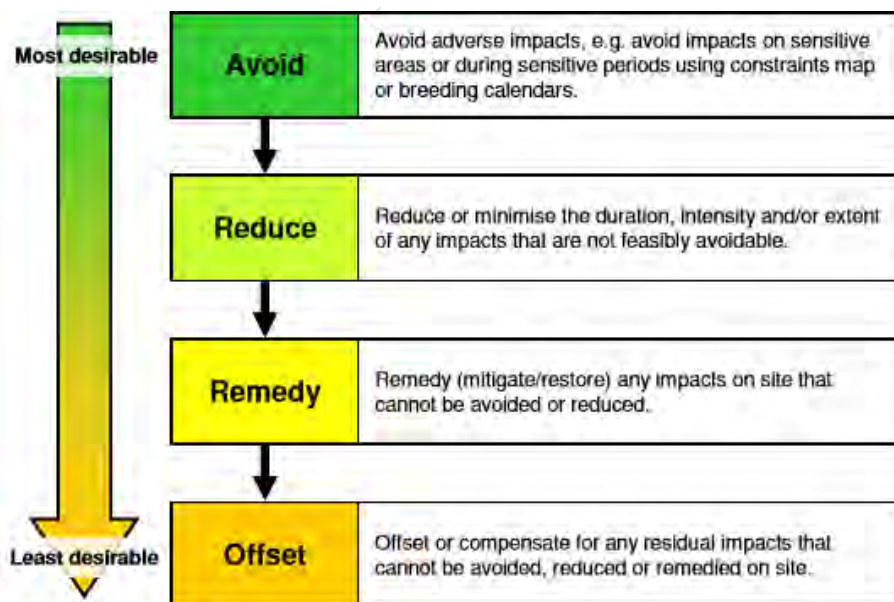 Most desirable
Avoid
Avoid adverse impacts, e.g. avoid impacts on sensitive
areas or during sensitive periods using constraints map
or breeding calendars.
Reduce
Reduce or minimise the duration, intensity and/or extent
of any impacts that are not feasibly avoidable.
Remedy
Remedy (mitigate/restore) any impacts on site that
cannot be avoided or reduced.
Least desirable
Offset
Offset or compensate for any residual impacts that
cannot be avoided, reduced or remedied on site.